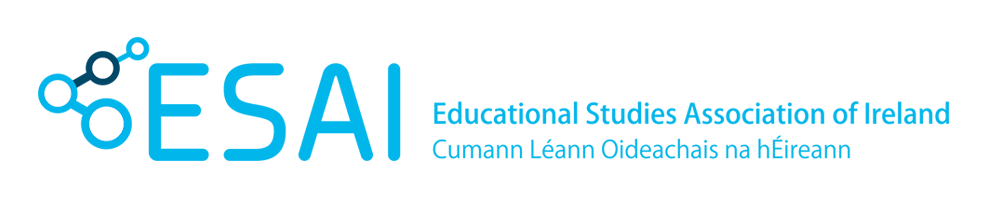 ESAI
Educational Studies Association of Ireland
Cumann Léann Oideachais na hÉireann